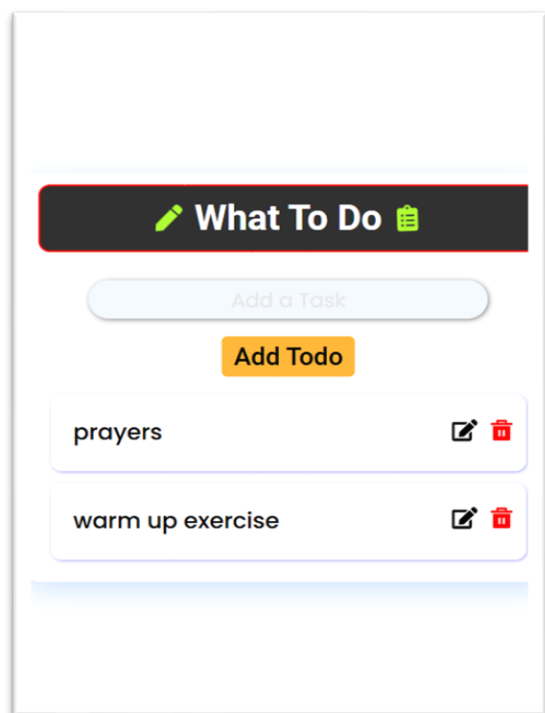 What To Do
Add a Task
Add Todo
prayers
warm up exercise